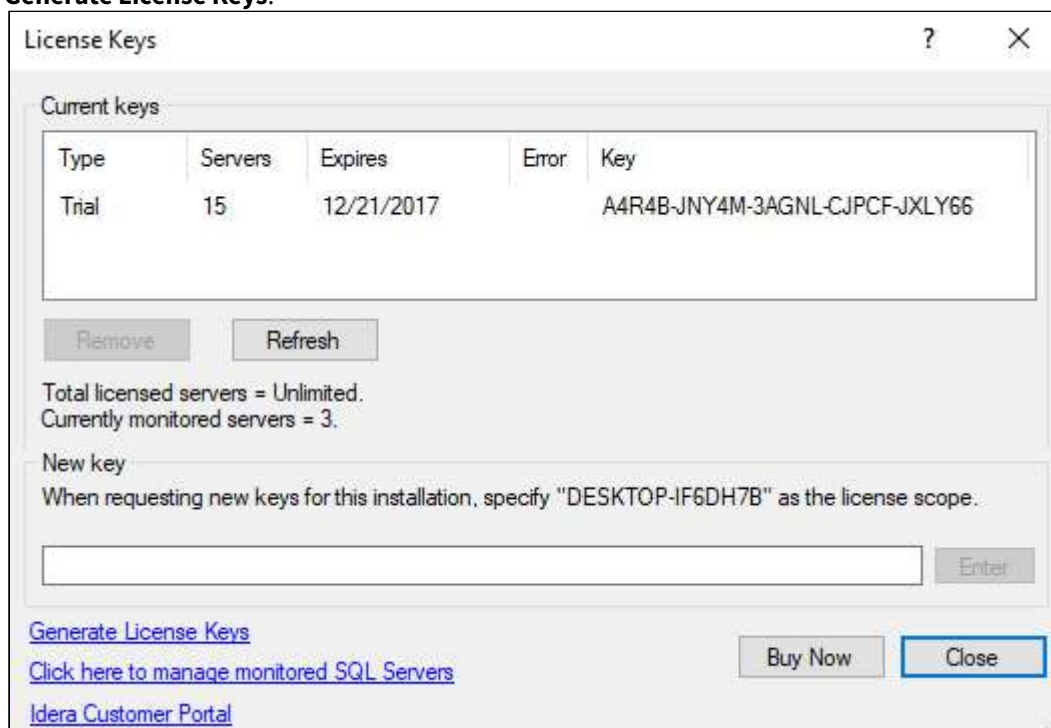 Generate License Keys.
License Keys ? X
Current keys
Type Servers Expires Error Key
Trial 15 12/21/2017 A4R4B-JNY4M-3AGNL-CJPCF-JXLY66
Remove Refresh
Total licensed servers = Unlimited.
Currently monitored servers = 3.
New key
When requesting new keys for this installation, specify "DESKTOP-IF6DH7B" as the license scope.
Enter
Generate License Keys
Click here to manage monitored SQL Servers
Buy Now Close
Idera Customer Portal